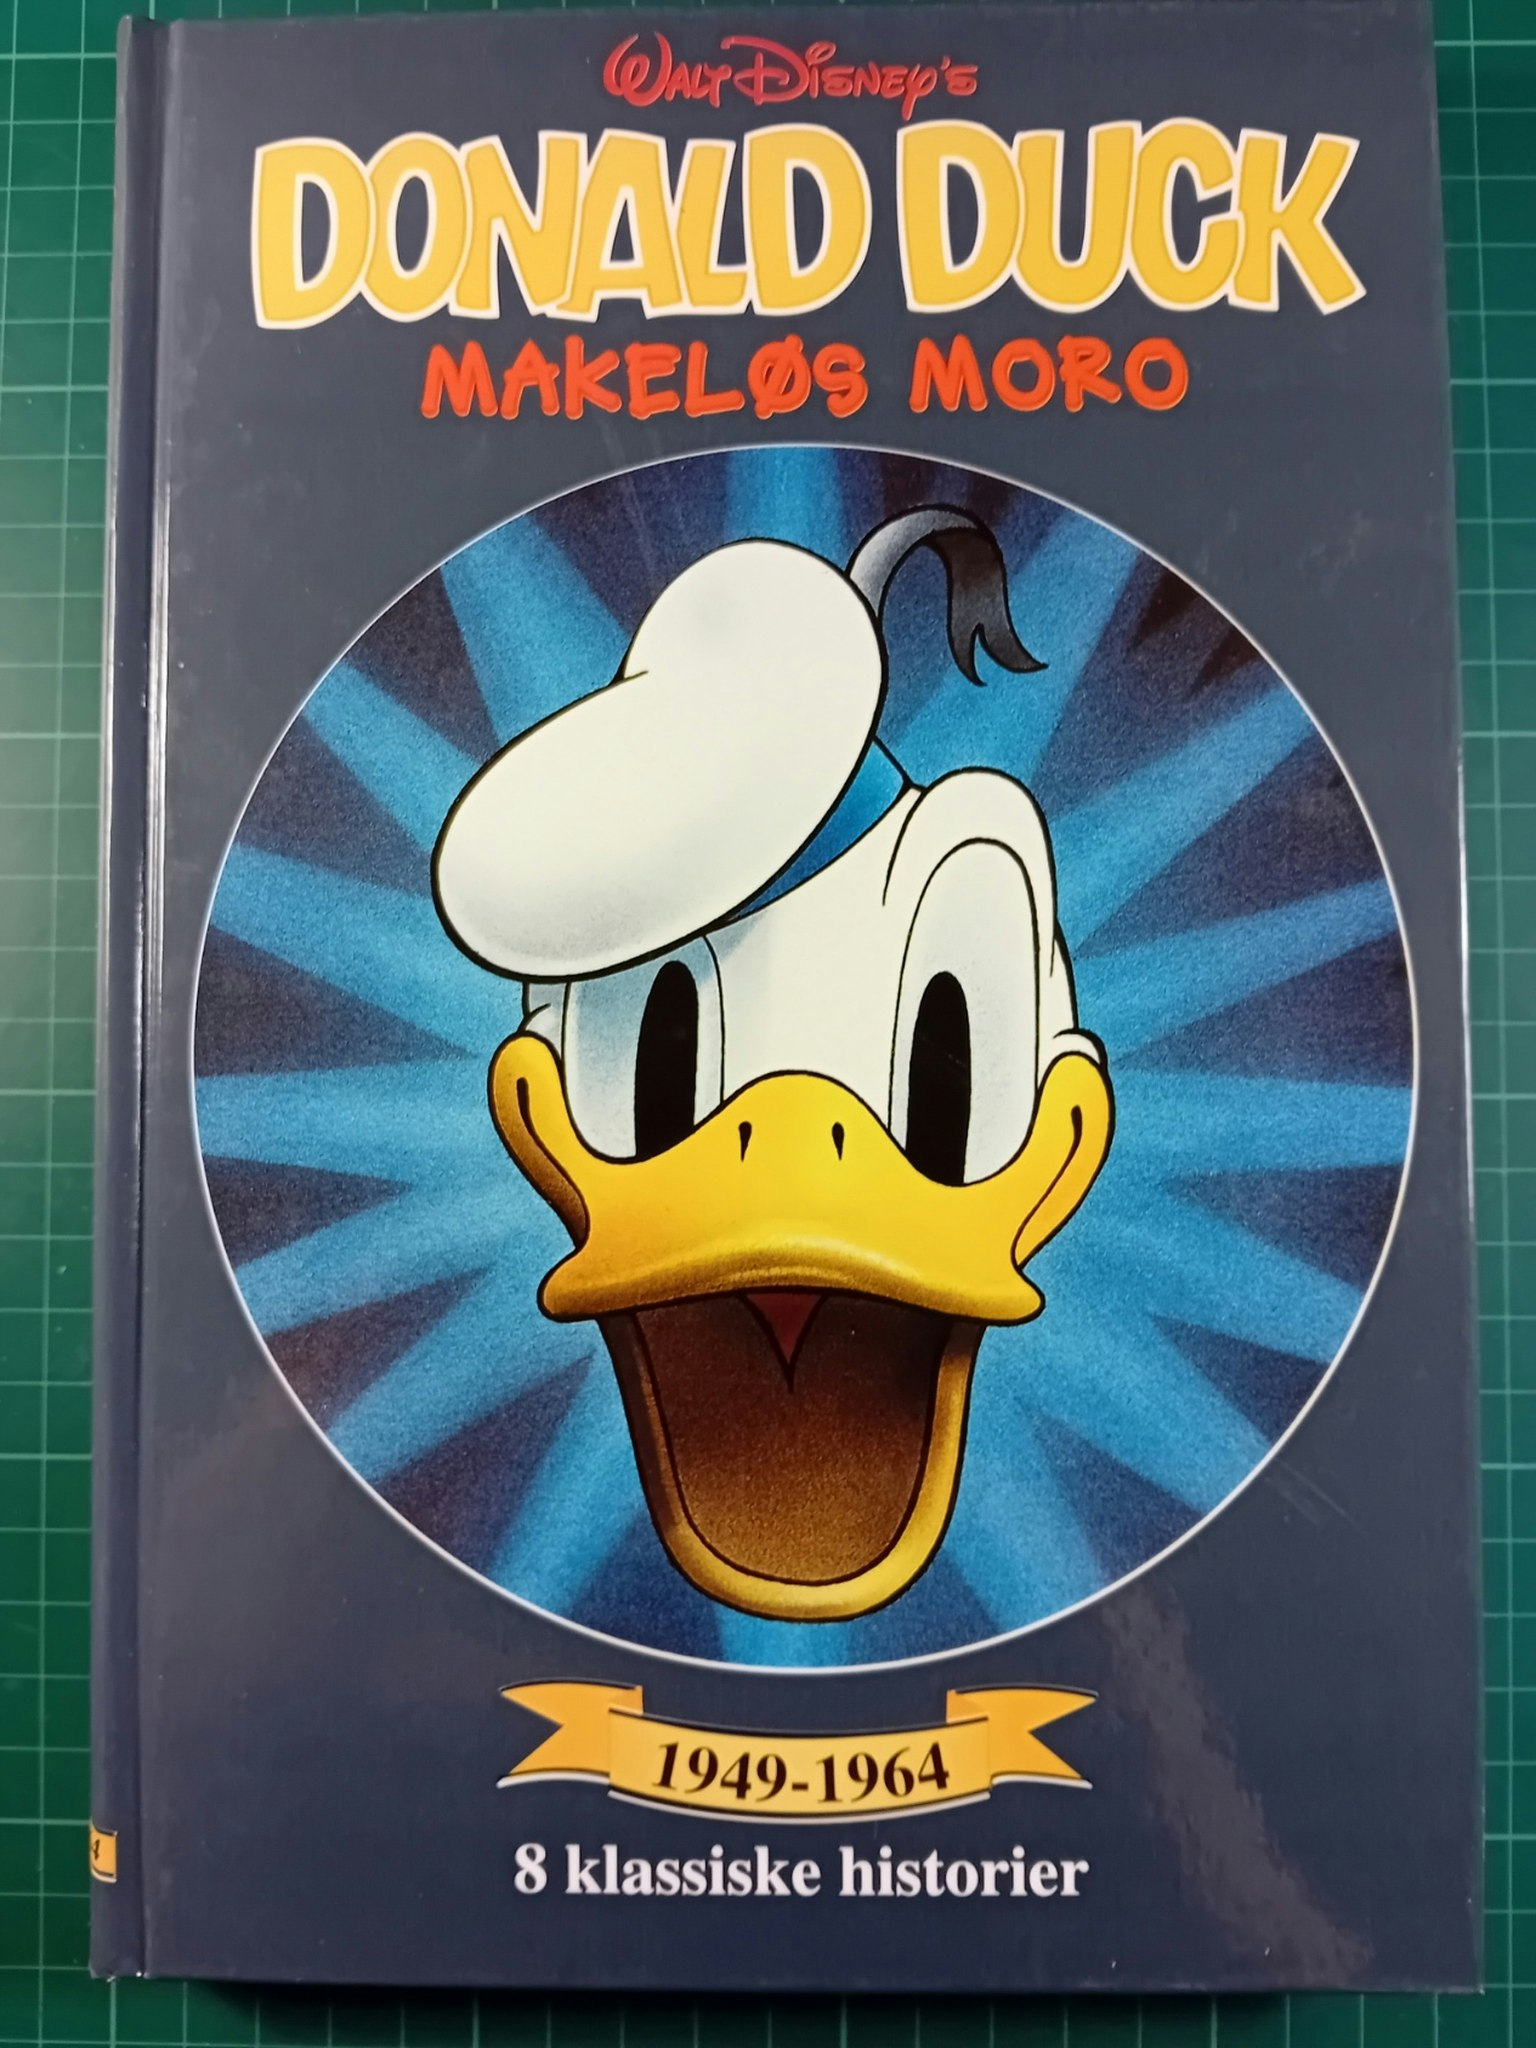 WALT DISNEY'S
DONALD DUCK
MAKELØS MORO
1949-1964
8 klassiske historier